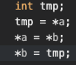 int tmp;
tmp = *a;
*a = *b;
*b = tmp;